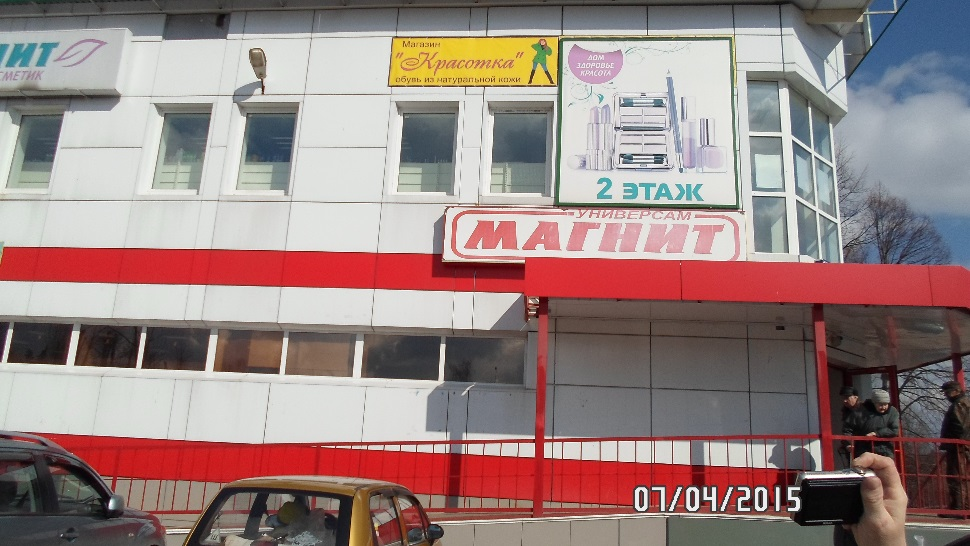 НИТ
СМЕТИК
Магазин
"Красотка"
обувь из натуральной кожи
ДОМ
ЗДОРОВЬЕ
КРАСОТА
2 ЭТАЖ
УНИВЕРСАМ
МАГНИТ
07/04/2015